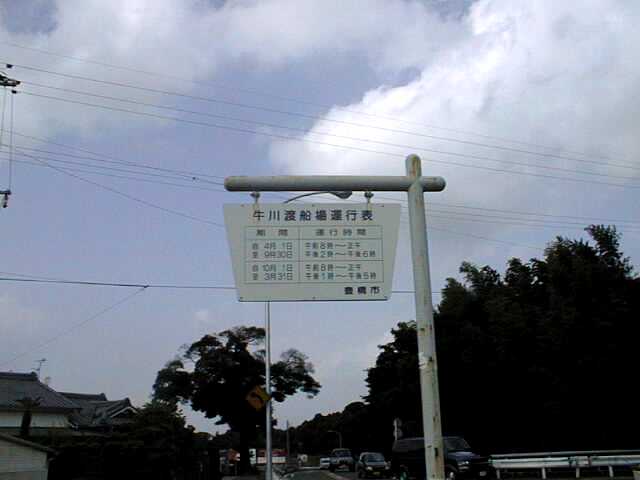 牛川渡船場運行表
期間 運行時間
自 4月 1日 午前8時〜正午
至 9月30日 午後2時〜午後6時
自 10月 1日 午前8時〜正午
至 3月31日 午後1時〜午後5時
豊橋市